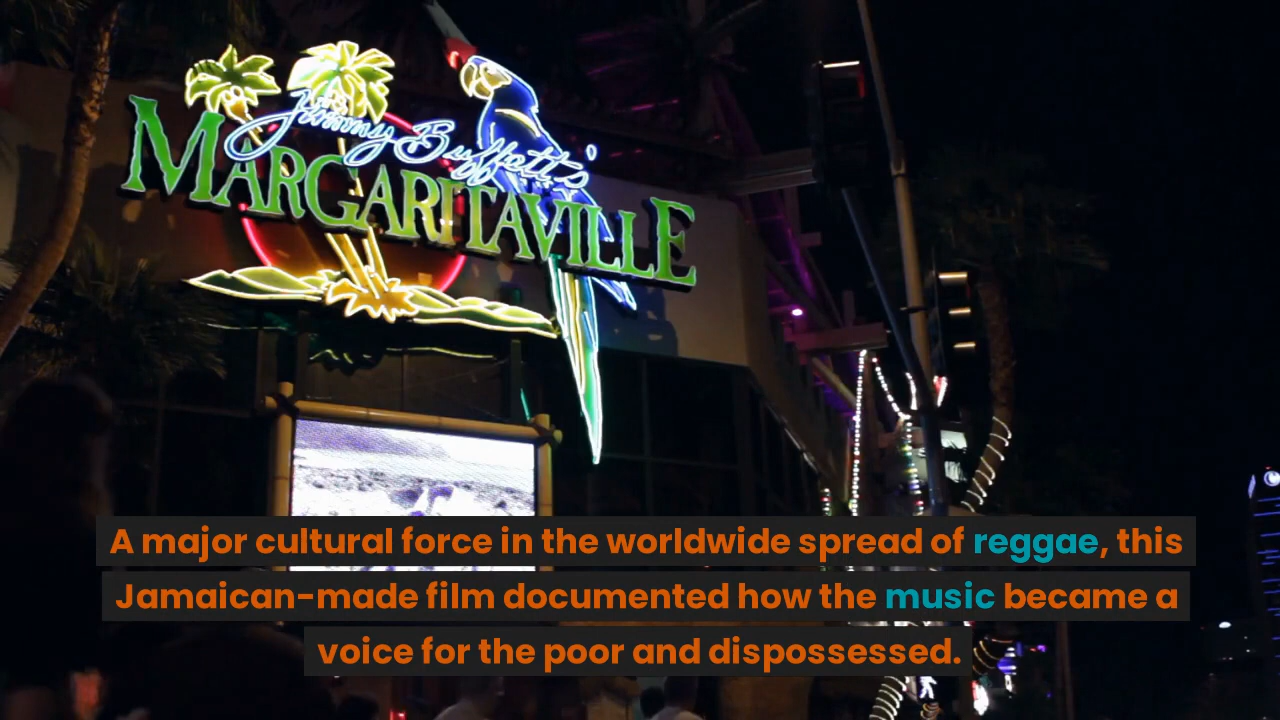 Jimmy Buffett's
MARGARITAVILLE
A major cultural force in the worldwide spread of reggae, this
Jamaican-made film documented how the music became a
voice for the poor and dispossessed.